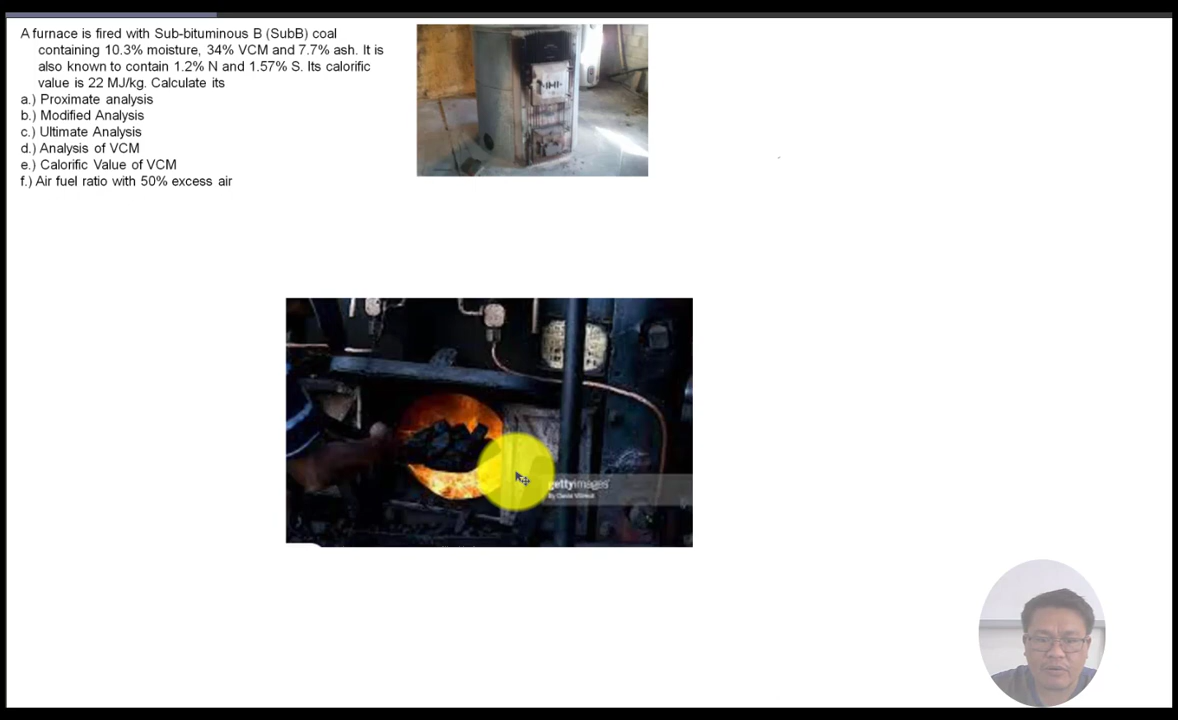 A furnace is fired with Sub-bituminous B (SubB) coal
containing 10.3% moisture, 34% VCM and 7.7% ash. It is
also known to contain 1.2% N and 1.57% S. Its calorific
value is 22 MJ/kg. Calculate its
a.) Proximate analysis
b.) Modified Analysis
c.) Ultimate Analysis
d.) Analysis of VCM
e.) Calorific Value of VCM
f.) Air fuel ratio with 50% excess air
gettyimages